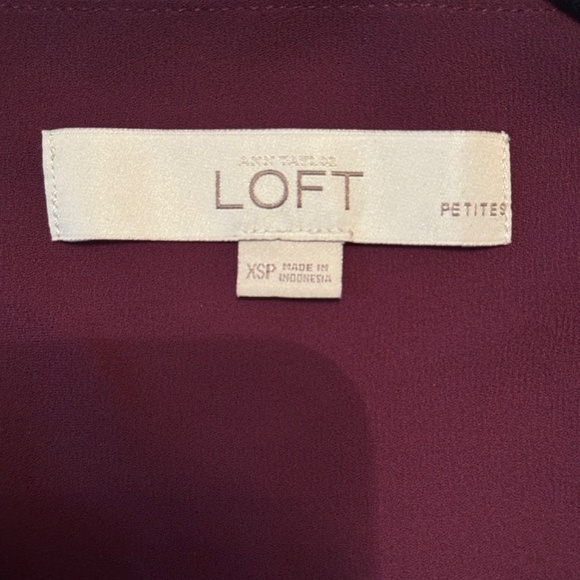 ANN TAYLOR
LOFT
PETITES
XSP
MADE IN
INDONESIA